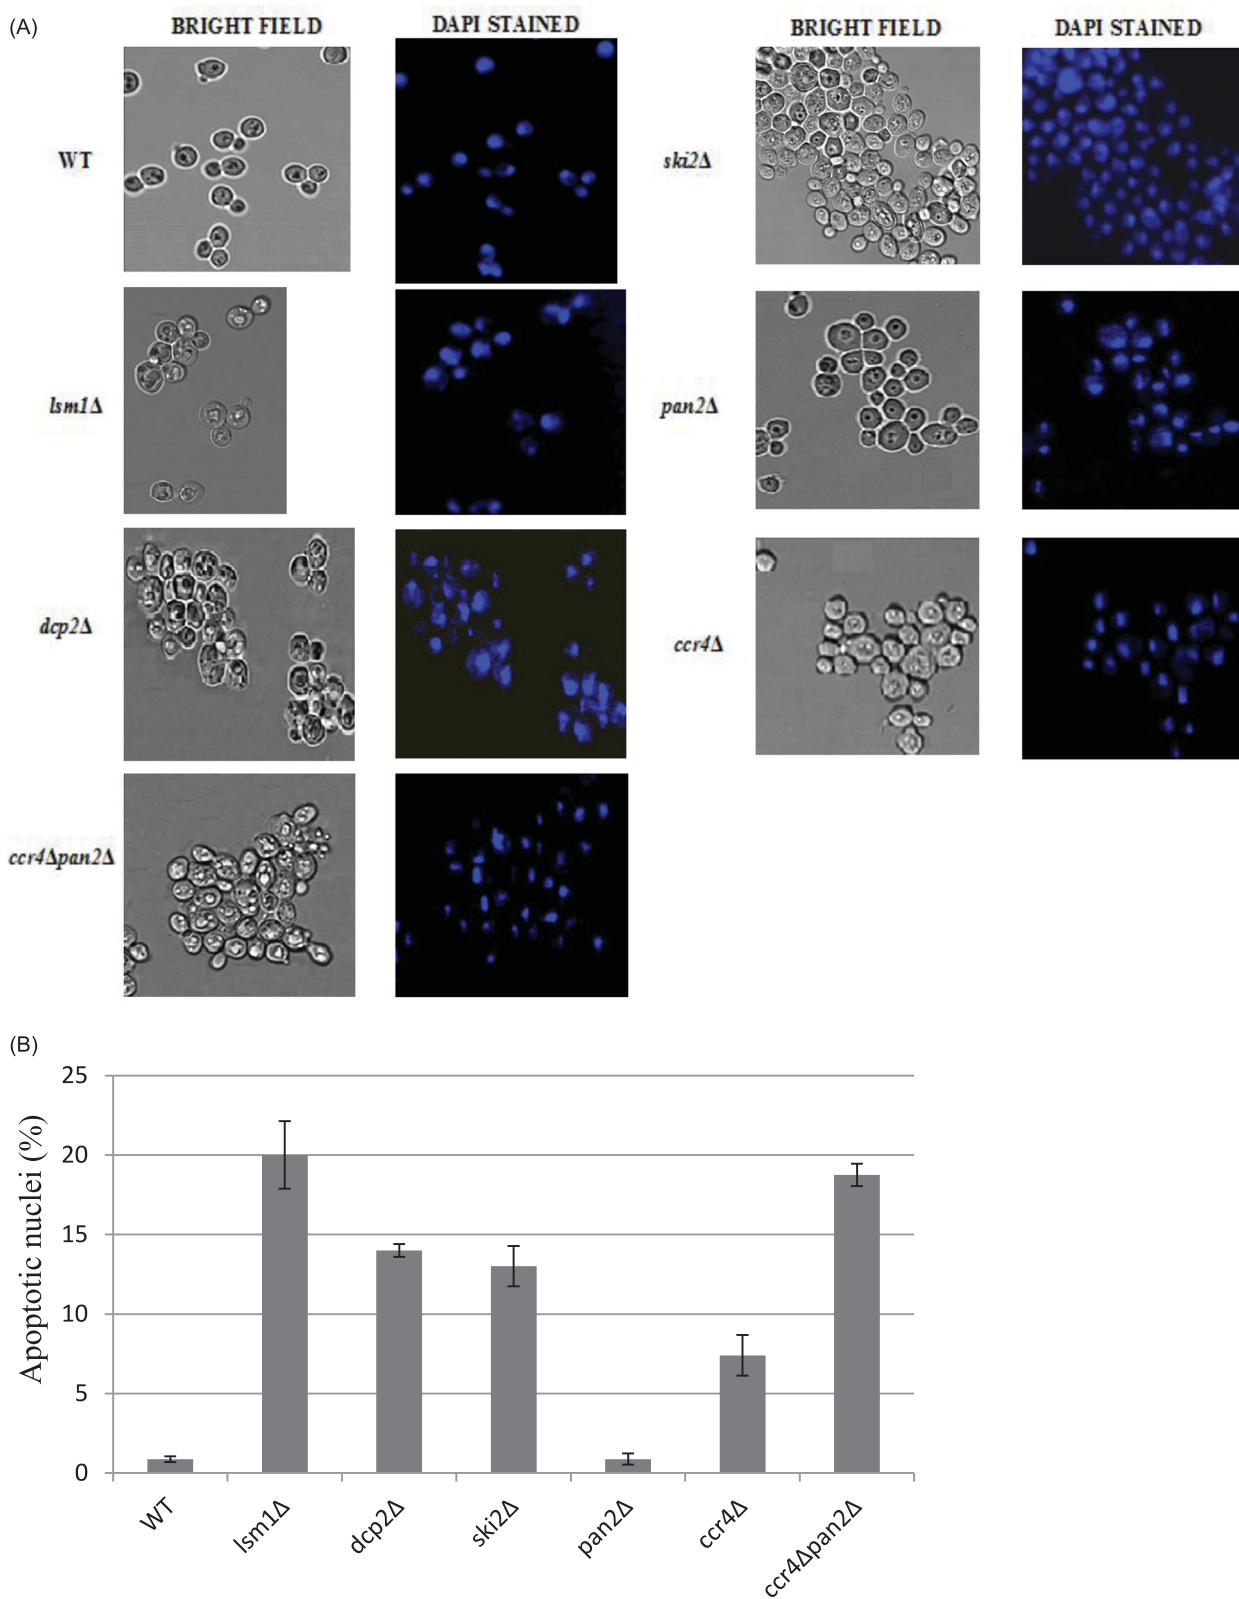 (A)
BRIGHT FIELD DAPI STAINED BRIGHT FIELD DAPI STAINED
WT ski2Δ
lsm1Δ pan2Δ
dcp2Δ ccr4Δ
ccr4Δpan2Δ
(B)
Apoptotic nuclei (%)
25
20
15
10
5
0
WT lsm1Δ dcp2Δ ski2Δ pan2Δ ccr4Δ ccr4Δpan2Δ